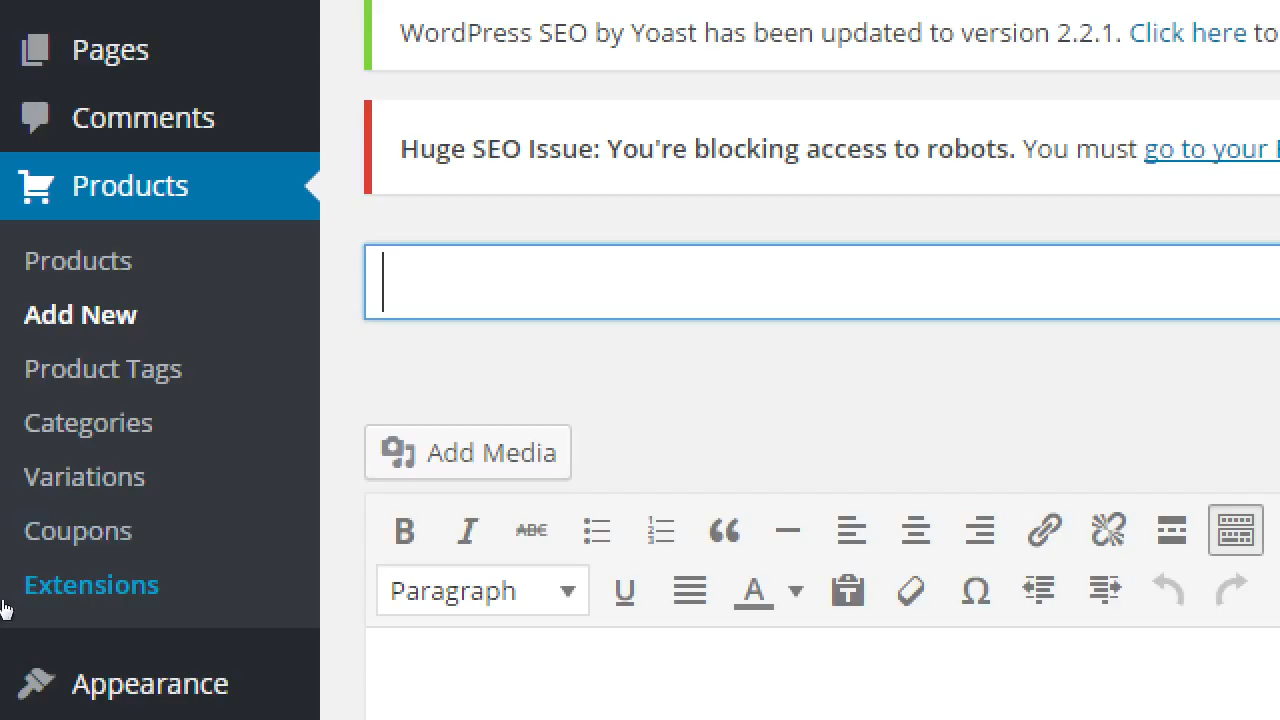 Pages
Comments
Products
Products
Add New
Product Tags
Categories
Variations
Coupons
Extensions
Appearance
WordPress SEO by Yoast has been updated to version 2.2.1. Click here to
Huge SEO Issue: You're blocking access to robots. You must go to your
Add Media
B I ABC
Paragraph U A Ω